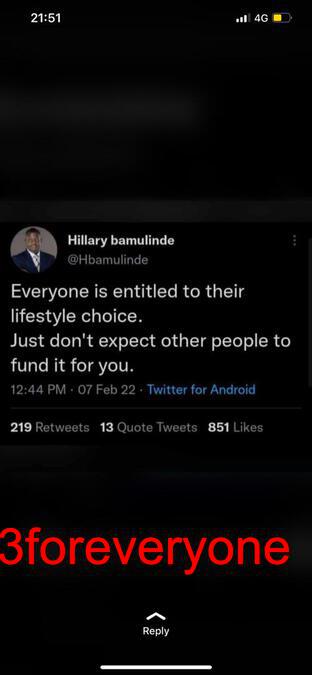 21:51
4G
Hillary bamulinde
@Hbamulinde
Everyone is entitled to their
lifestyle choice.
Just don't expect other people to
fund it for you.
12:44 PM · 07 Feb 22 · Twitter for Android
219 Retweets 13 Quote Tweets 851 Likes
3foreveryone
Reply